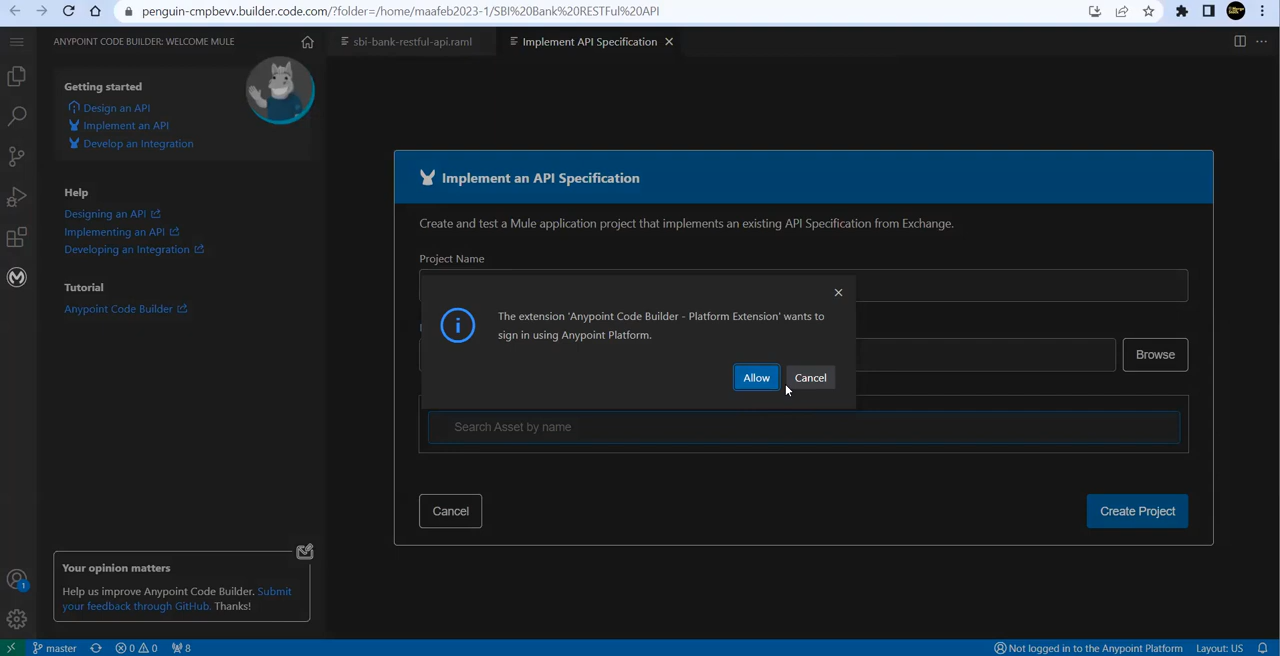 penguin-cmpbevv.builder.code.com/?folder=/home/maafeb2023-1/SBI%20Bank%20RESTFul%20API
ANYPOINT CODE BUILDER: WELCOME MULE
sbi-bank-restful-api.raml
Implement API Specification
Getting started
Design an API
Implement an API
Develop an Integration
Help
Designing an API
Implementing an API
Developing an Integration
Tutorial
Anypoint Code Builder
Your opinion matters
Help us improve Anypoint Code Builder. Submit
your feedback through GitHub. Thanks!
Implement an API Specification
Create and test a Mule application project that implements an existing API Specification from Exchange.
Project Name
The extension 'Anypoint Code Builder - Platform Extension' wants to
sign in using Anypoint Platform.
Allow
Cancel
Browse
Search Asset by name
Cancel
Create Project
1
master
0
0
8
Not logged in to the Anypoint Platform
Layout: US